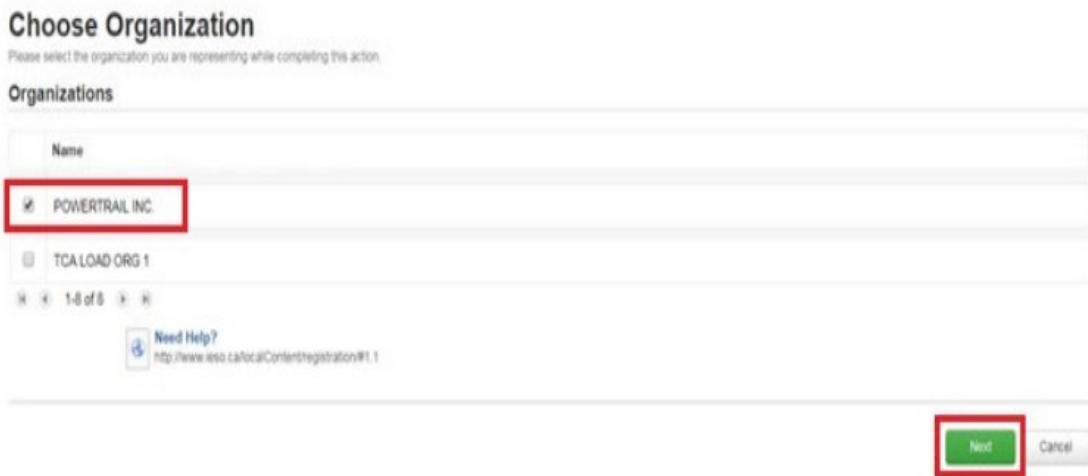 Choose Organization
Please select the organization you are representing while completing this action.
Organizations
Name
POWERTRAIL INC.
TCA LOAD ORG 1
1-8 of 8
Need Help?
http://www.ieso.ca/localContent/registration/#1.1
Next
Cancel